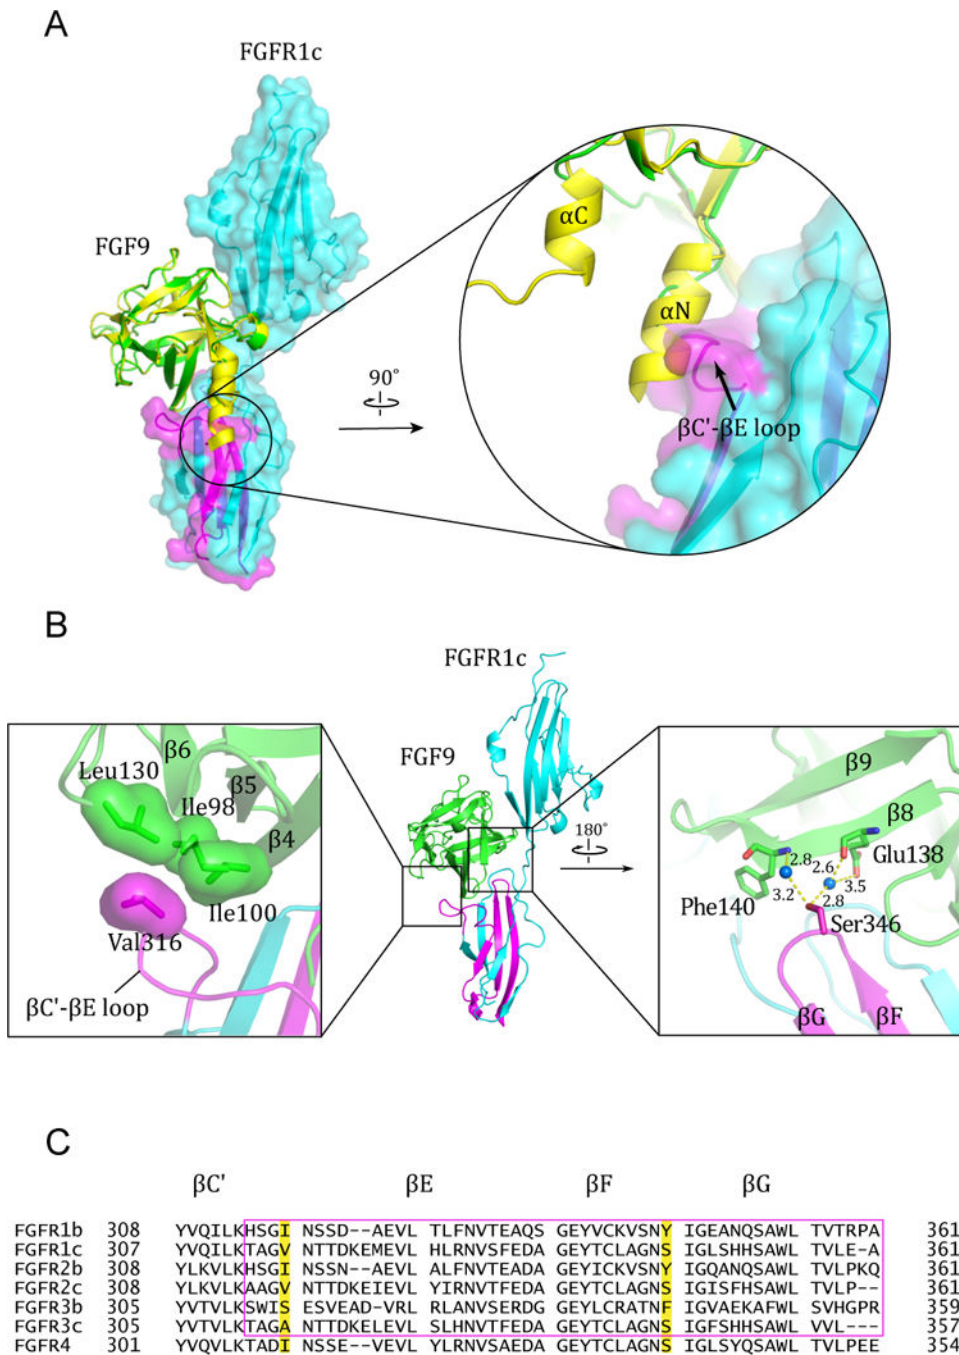 A
FGFR1c
FGF9
αC
αN
90°
βC'-βE loop
B
FGFR1c
β6
β9
Leu130
FGF9
β5
Ile98
β8
β4
180°
2.8
2.6
Glu138
3.5
3.2
2.8
Phe140
Ile100
Ser346
Val316
βC'-βE loop
βG
βF
C
βC' βE βF βG
FGFR1b 308 YVQILKHSGI NSSD--AEVL TLFNVTEAQS GEYVCKVSNY IGEANQSAWL TVTRPA 361
FGFR1c 307 YVQILKTAGV NTTDKEMEVL HLRNVSFEDA GEYTCLAGNS IGLSHHSAWL TVLE-A 361
FGFR2b 308 YLKVLKHSGI NSSN--AEVL ALFNVTEADA GEYICKVSNY IGQANQSAWL TVLPKQ 361
FGFR2c 308 YLKVLKAAGV NTTDKEIEVL YIRNVTFEDA GEYTCLAGNS IGISFHSAWL TVLP-- 361
FGFR3b 305 YVTVLKSWIS ESVEAD-VRL RLANVSERDG GEYLCRATNF IGVAEKAFWL SVHGPR 359
FGFR3c 305 YVTVLKTAGA NTTDKELEVL SLHNVTFEDA GEYTCLAGNS IGFSHHSAWL VVL--- 357
FGFR4 301 YVQVLKTADI NSSE--VEVL YLRNVSAEDA GEYTCLAGNS IGLSYQSAWL TVLPEE 354